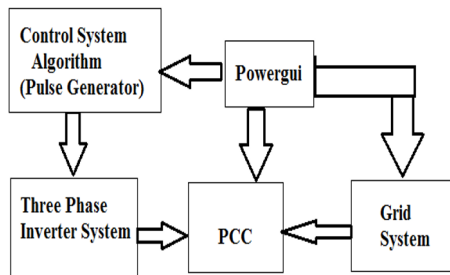 Control System
Algorithm
(Pulse Generator)
Powergui
Three Phase
Inverter System
PCC
Grid
System